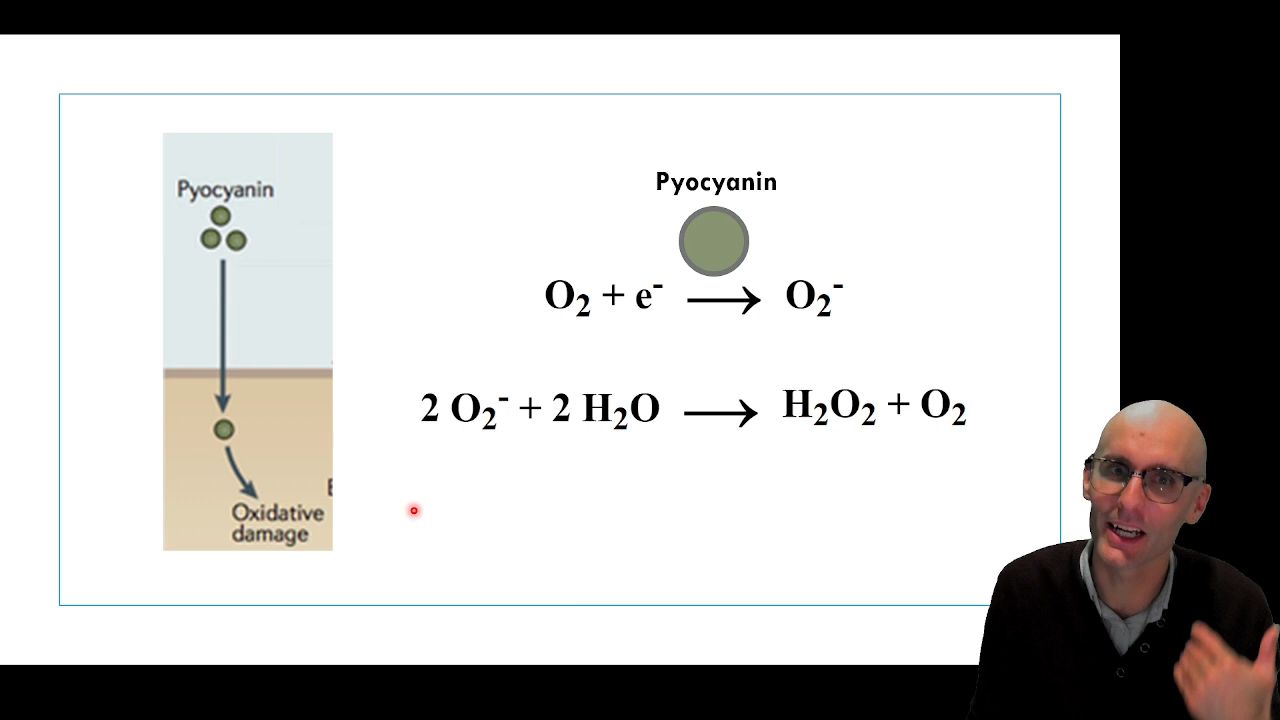 Pyocyanin
Oxidative
damage
Pyocyanin
O₂ + e⁻ ⟶ O₂⁻
2 O₂⁻ + 2 H₂O ⟶ H₂O₂ + O₂